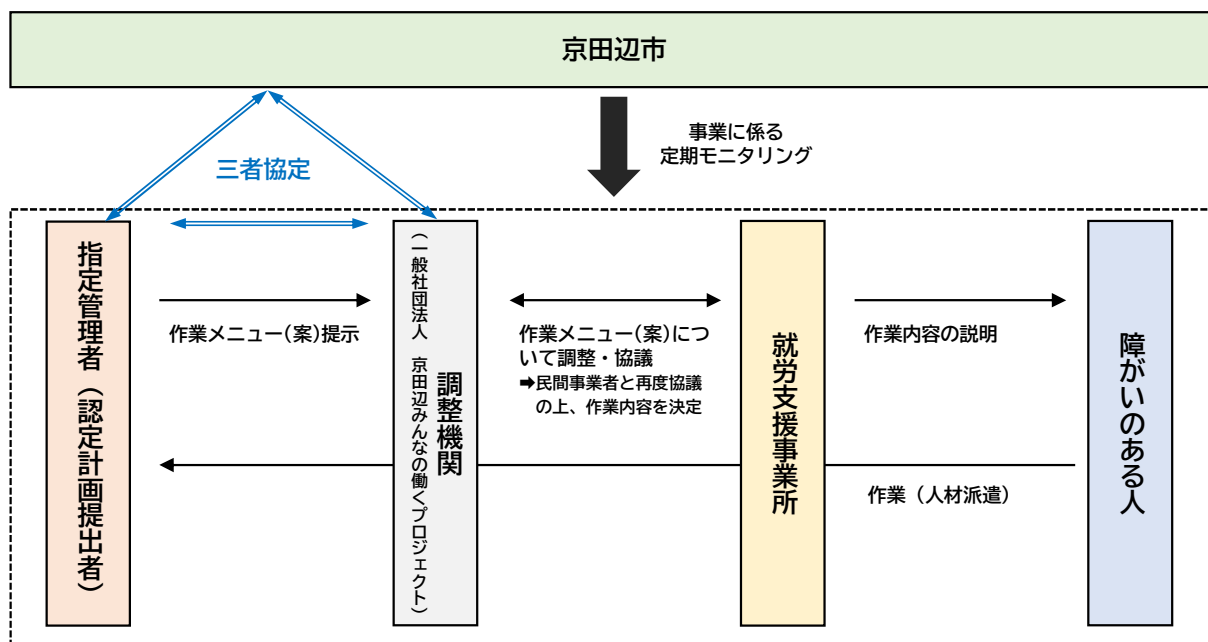 京田辺市
事業に係る
定期モニタリング
三者協定
指定管理者（認定計画提出者）
作業メニュー（案）提示
調整機関
（一般社団法人　京田辺みんなの働くプロジェクト）
作業メニュー（案）につ
いて調整・協議
➡民間事業者と再度協議
の上、作業内容を決定
就労支援事業所
作業内容の説明
作業（人材派遣）
障がいのある人